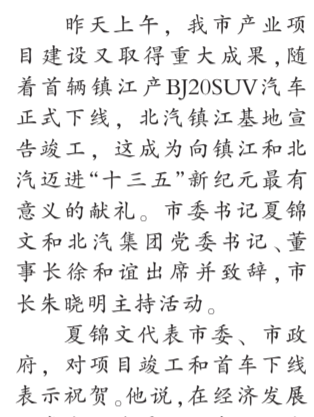 昨天上午，我市产业项
目建设又取得重大成果，随
着首辆镇江产BJ20SUV汽车
正式下线，北汽镇江基地宣
告竣工，这成为向镇江和北
汽迈进“十三五”新纪元最有
意义的献礼。市委书记夏锦
文和北汽集团党委书记、董
事长徐和谊出席并致辞，市
长朱晓明主持活动。
夏锦文代表市委、市政
府，对项目竣工和首车下线
表示祝贺。他说，在经济发展